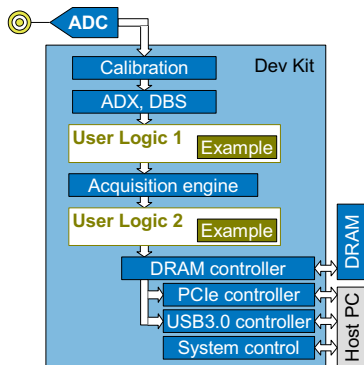 ADC
Calibration
Dev Kit
ADX, DBS
User Logic 1
Example
Acquisition engine
User Logic 2
Example
DRAM controller
DRAM
PCIe controller
USB3.0 controller
System control
Host PC